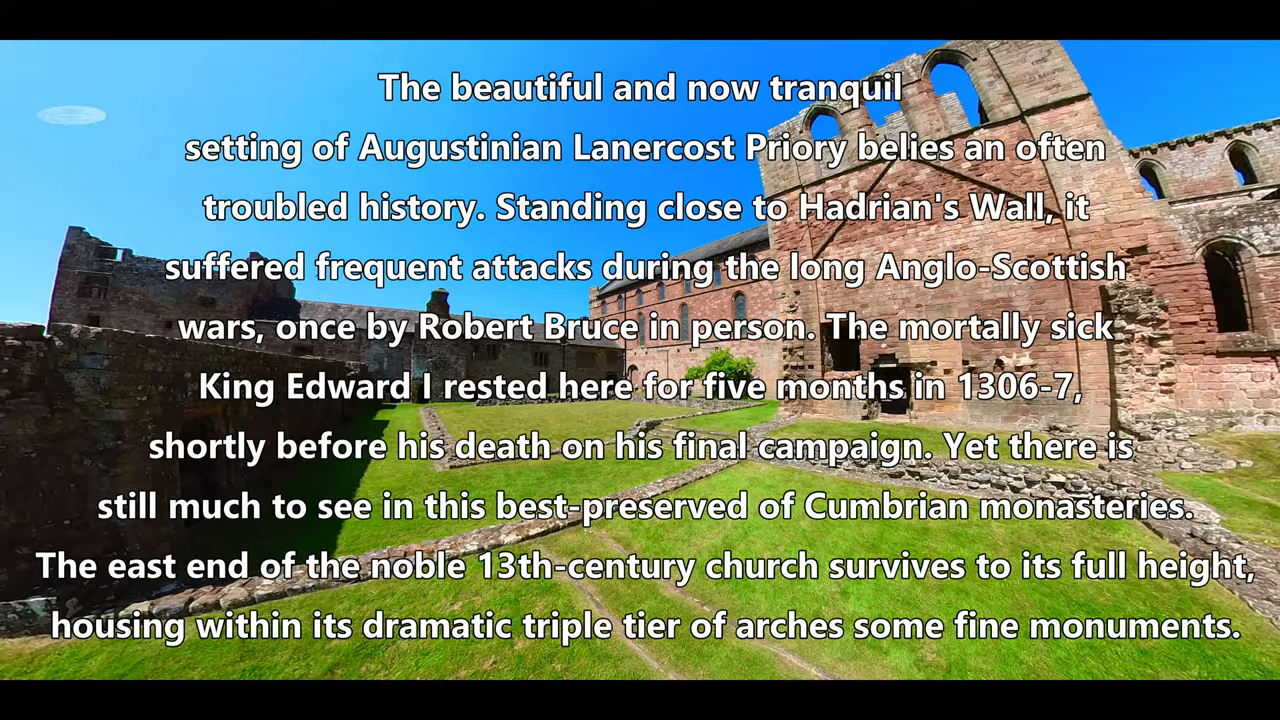 The beautiful and now tranquil
setting of Augustinian Lanercost Priory belies an often
troubled history. Standing close to Hadrian's Wall, it
suffered frequent attacks during the long Anglo-Scottish
wars, once by Robert Bruce in person. The mortally sick
King Edward I rested here for five months in 1306-7,
shortly before his death on his final campaign. Yet there is
still much to see in this best-preserved of Cumbrian monasteries.
The east end of the noble 13th-century church survives to its full height,
housing within its dramatic triple tier of arches some fine monuments.